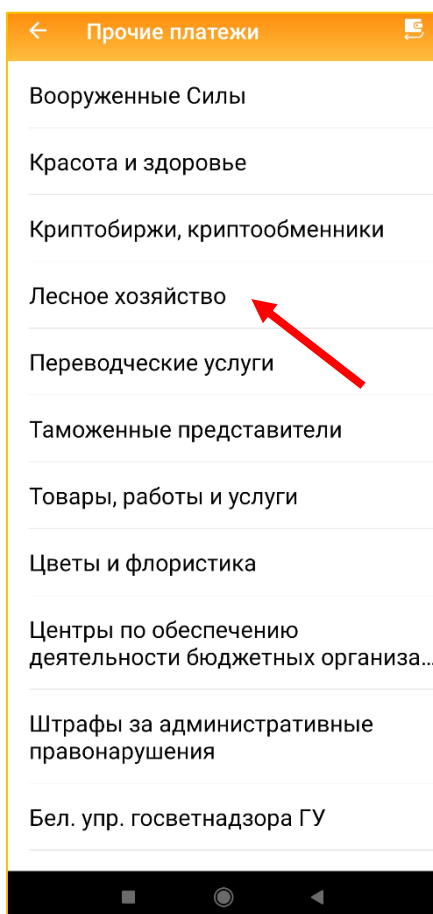 Прочие платежи
Вооруженные Силы
Красота и здоровье
Криптобиржи, криптообменники
Лесное хозяйство
Переводческие услуги
Таможенные представители
Товары, работы и услуги
Цветы и флористика
Центры по обеспечению
деятельности бюджетных организа...
Штрафы за административные
правонарушения
Бел. упр. госветнадзора ГУ